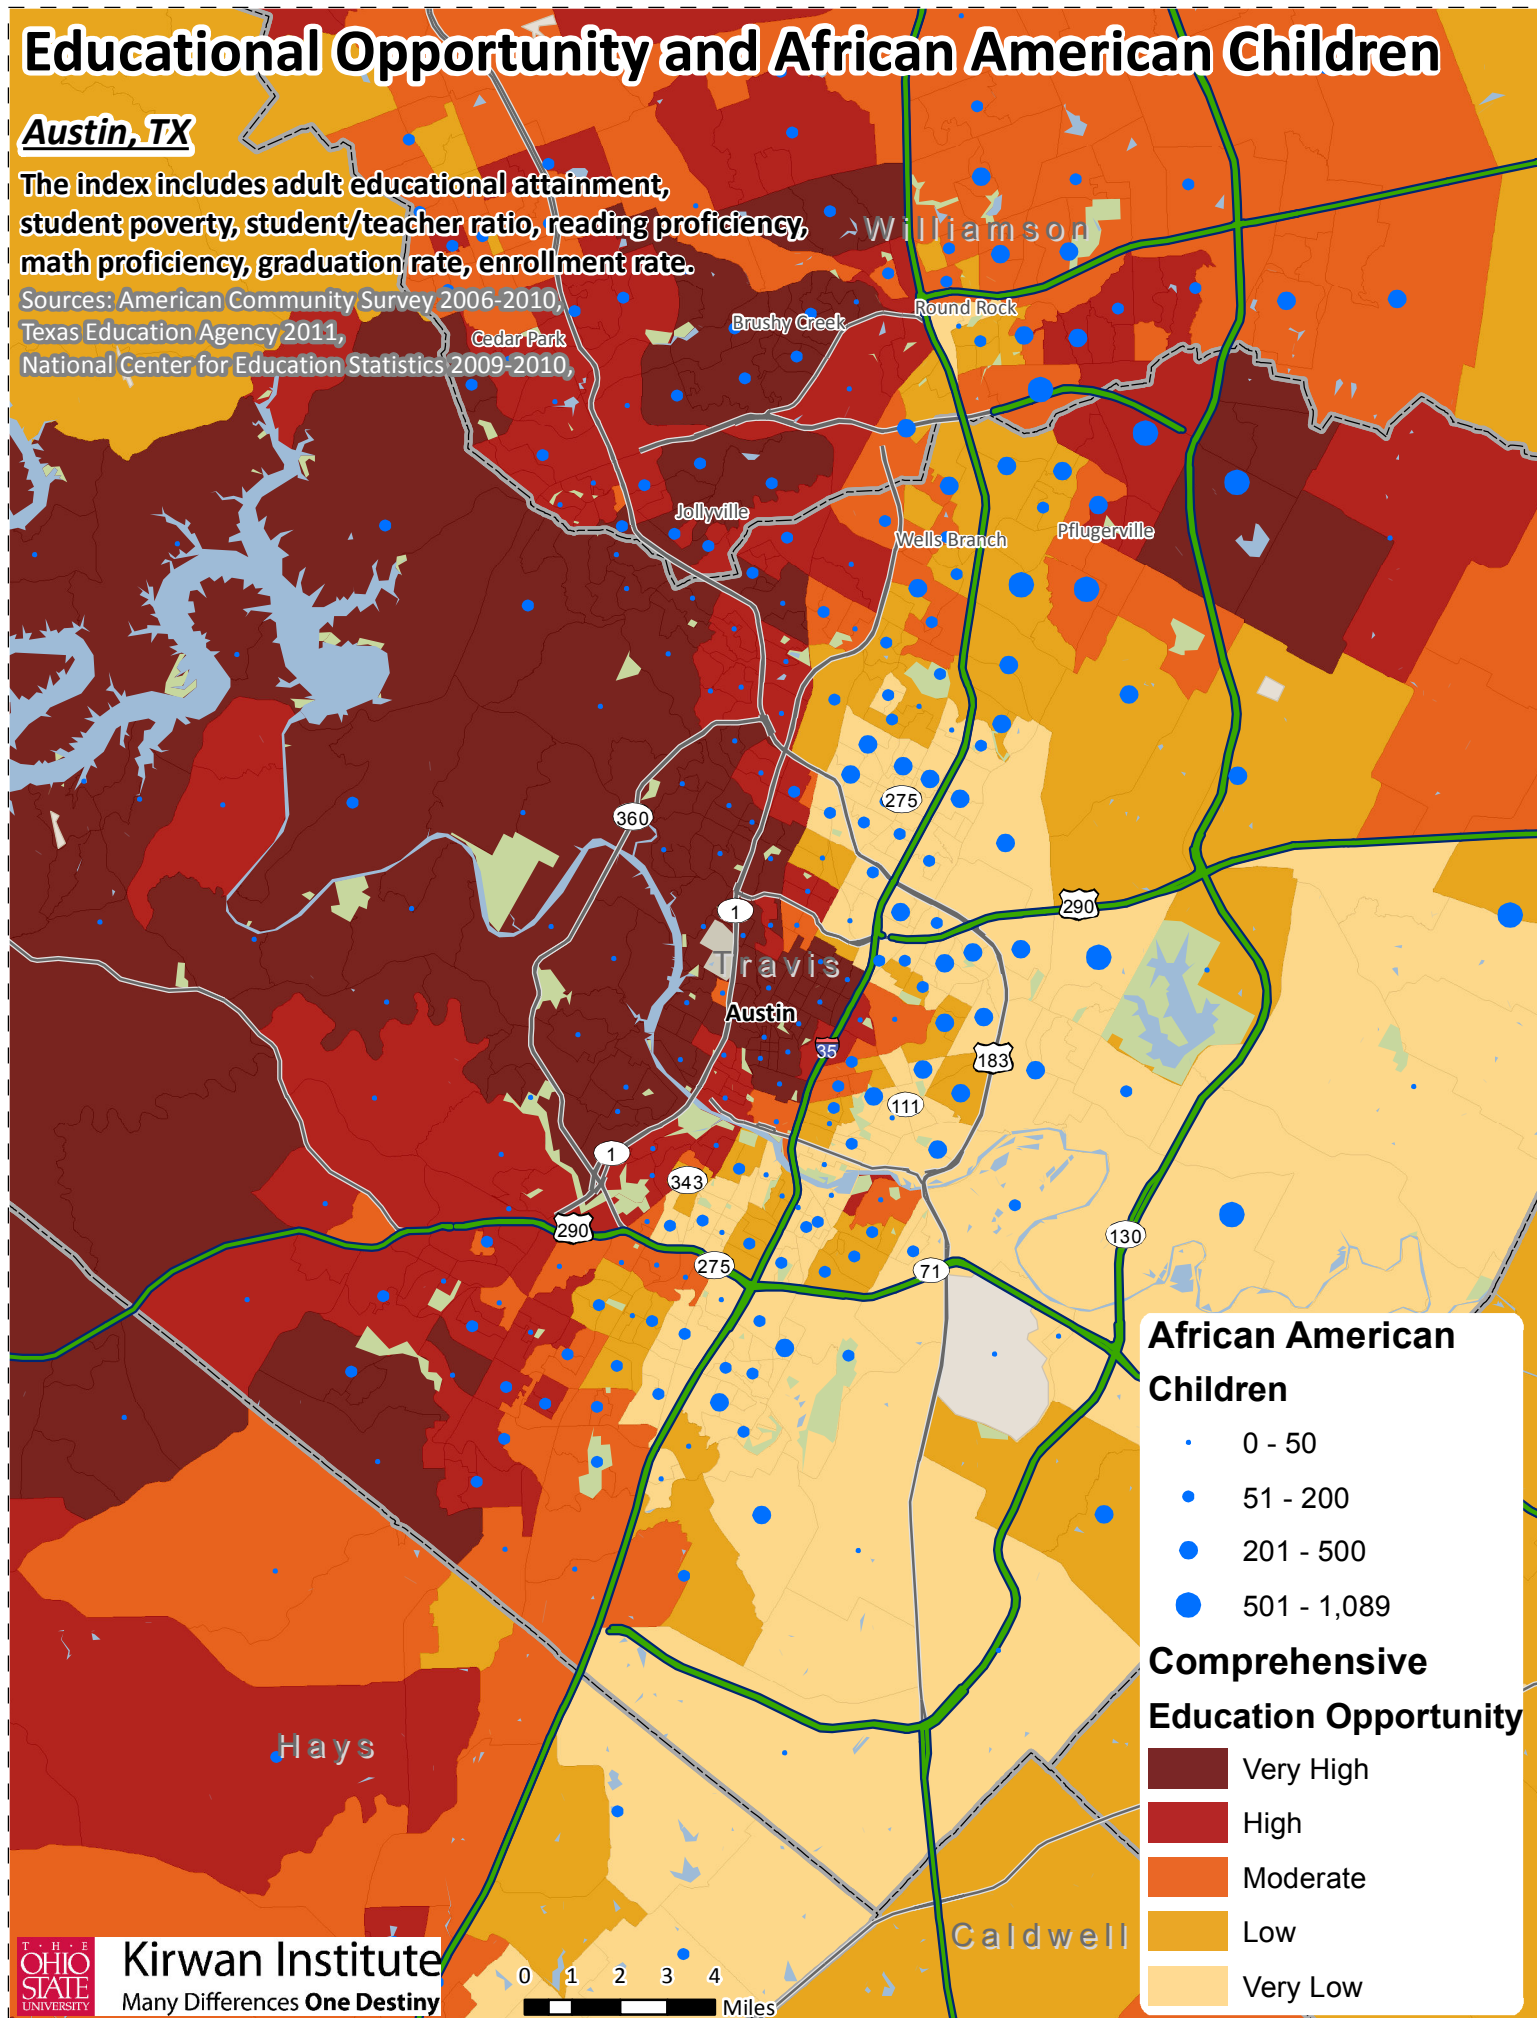 Educational Opportunity and African American Children
Austin, TX
The index includes adult educational attainment,
student poverty, student/teacher ratio, reading proficiency,
math proficiency, graduation rate, enrollment rate.
Sources: American Community Survey 2006-2010,
Texas Education Agency 2011,
National Center for Education Statistics 2009-2010,
Williamson
Round Rock
Brushy Creek
Cedar Park
Jollyville
Wells Branch
Pflugerville
275
360
1
290
Travis
Austin
35
183
111
1
343
290
275
71
130
African American
Children
0 - 50
51 - 200
201 - 500
501 - 1,089
Comprehensive
Education Opportunity
Very High
High
Moderate
Low
Very Low
Hays
Caldwell
T · H · E
OHIO
STATE
UNIVERSITY
Kirwan Institute
Many Differences One Destiny
0 1 2 3 4
Miles